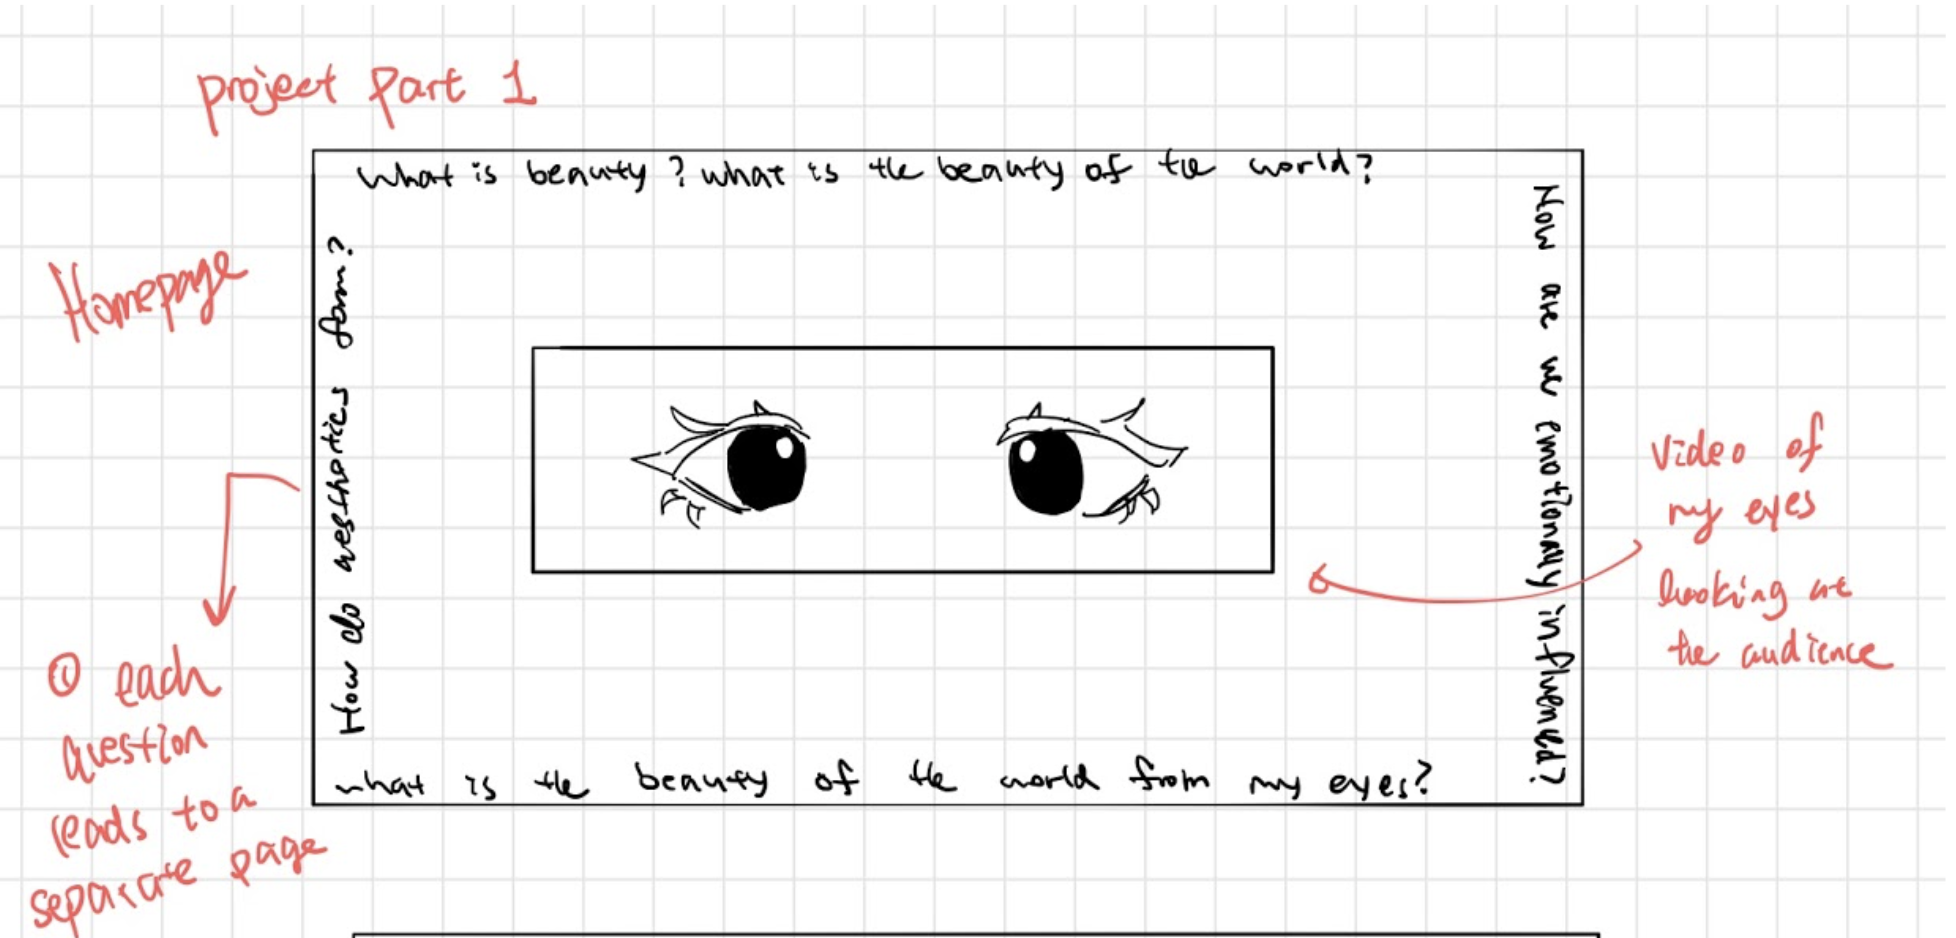 project part 1
Homepage
What is beauty? what is the beauty of the world?
How do aesthetics form?
How are we emotionally influenced?
what is the beauty of the world from my eyes?
video of
my eyes
looking at
the audience
① each
question
leads to a
separate page